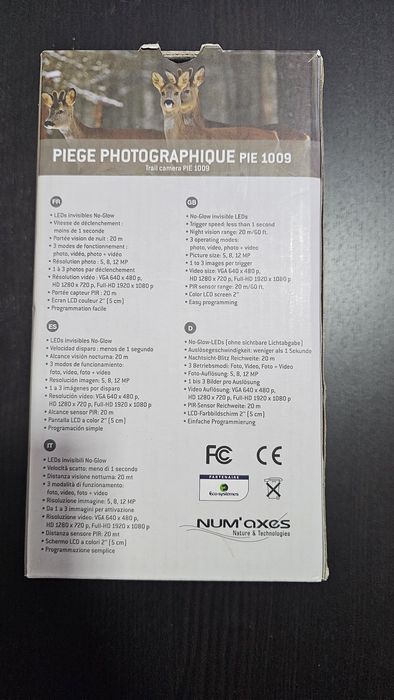 PIEGE PHOTOGRAPHIQUE PIE 1009
Trail camera PIE 1009
FR
• LEDs invisibles No-Glow
• Vitesse de déclenchement :
moins de 1 seconde
• Portée vision de nuit : 20 m
• 3 modes de fonctionnement :
photo, vidéo, photo + vidéo
• Résolution photo : 5, 8, 12 MP
• 1 à 3 photos par déclenchement
• Résolution vidéo : VGA 640 x 480 p,
HD 1280 x 720 p, Full-HD 1920 x 1080 p
• Portée capteur PIR : 20 m
• Ecran LCD couleur 2" [5 cm]
• Programmation facile
GB
• No-Glow invisible LEDs
• Trigger speed: less than 1 second
• Night vision range: 20 m/60 ft.
• 3 operating modes:
photo, video, photo + video
• Picture size: 5, 8, 12 MP
• 1 to 3 images per trigger
• Video size: VGA 640 x 480 p,
HD 1280 x 720 p, Full-HD 1920 x 1080 p
• PIR sensor range: 20 m/60 ft.
• Color LCD screen 2"
• Easy programming
ES
• LEDs invisibles No-Glow
• Velocidad disparo: menos de 1 segundo
• Alcance visión nocturna: 20 m
• 3 modos de funcionamento:
foto, vídeo, foto + vídeo
• Resolución imagen: 5, 8, 12 MP
• 1 a 3 imágenes por disparo
• Resolución vídeo: VGA 640 x 480 p,
HD 1280 x 720 p, Full-HD 1920 x 1080 p
• Alcance sensor PIR: 20 m
• Pantalla LCD a color 2" [5 cm]
• Programación simple
D
• No-Glow-LEDs [ohne sichtbare Lichtabgabe]
• Auslösegeschwindigkeit: weniger als 1 Sekunde
• Nachtsicht-Blitz Reichweite: 20 m
• 3 Betriebsmodi: Foto, Video, Foto + Video
• Foto-Auflösung: 5, 8, 12 MP
• 1 bis 3 Bilder pro Auslösung
• Video Auflösung: VGA 640 x 480 p,
HD 1280 x 720 p, Full-HD 1920 x 1080 p
• PIR-Sensor Reichweite: 20 m
• LCD-Farbbildschirm 2" [5 cm]
• Einfache Programmierung
IT
• LEDs invisibili No-Glow
• Velocità scatto: meno di 1 secondo
• Distanza visione notturna: 20 mt
• 3 modalità di funzionamento:
foto, video, foto + video
• Risoluzione immagine: 5, 8, 12 MP
• Da 1 a 3 immagini per attivazione
• Risoluzione video: VGA 640 x 480 p,
HD 1280 x 720 p, Full-HD 1920 x 1080 p
• Distanza sensore PIR: 20 mt
• Schermo LCD a colori 2" [5 cm]
• Programmazione semplice
FC CE
PARTENAIRE
Eco-systèmes
NUM'axes
Nature & Technologies